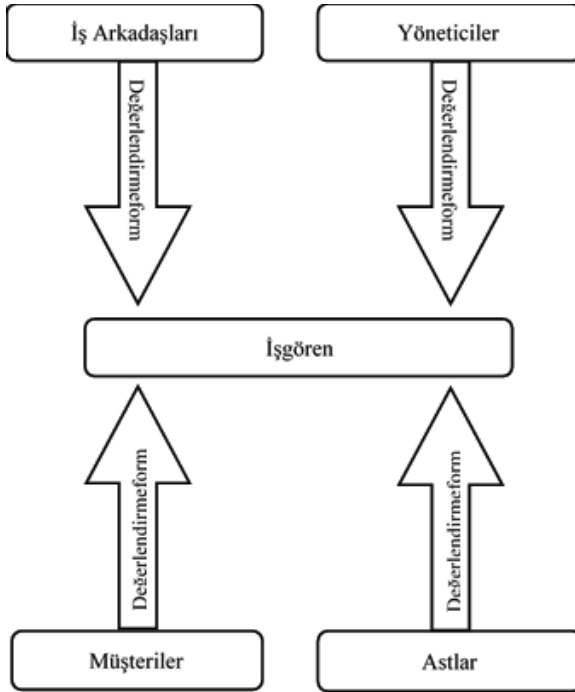 İş Arkadaşları
Yöneticiler
Değerlendirmeform
Değerlendirmeform
İşgören
Değerlendirmeform
Değerlendirmeform
Müşteriler
Astlar